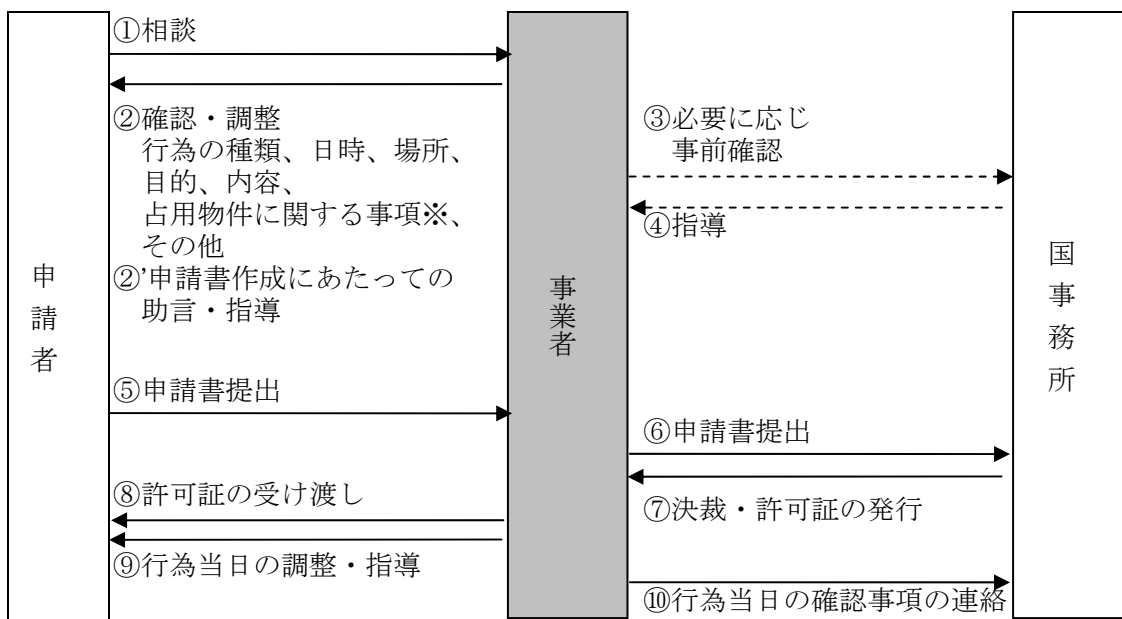 ①相談
②確認・調整
行為の種類、日時、場所、
目的、内容、
占用物件に関する事項※、
その他
②’申請書作成にあたっての
助言・指導
③必要に応じ
事前確認
④指導
申請者
事業者
国事務所
⑤申請書提出
⑥申請書提出
⑦決裁・許可証の発行
⑧許可証の受け渡し
⑨行為当日の調整・指導
⑩行為当日の確認事項の連絡